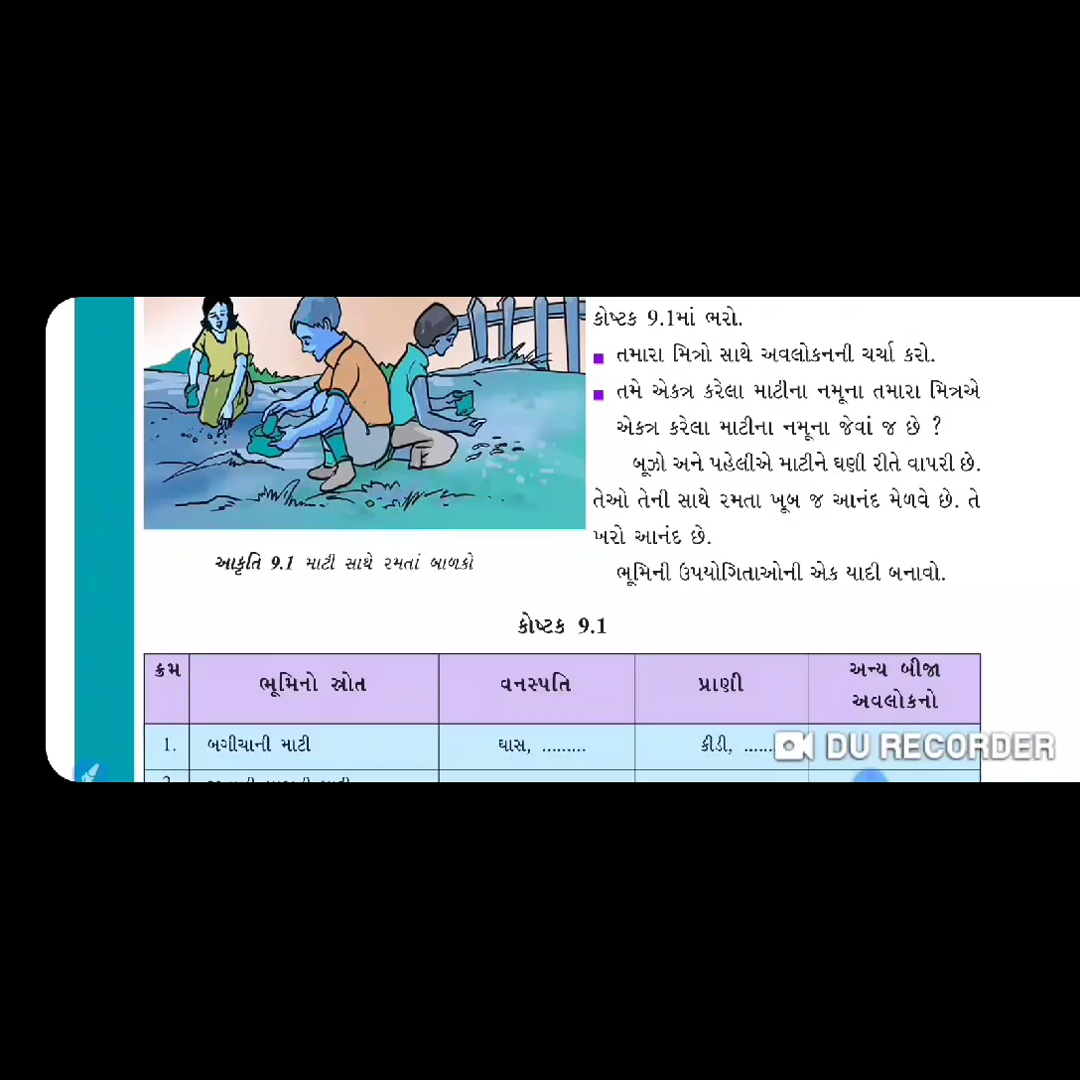 કોષ્ટક 9.1માં ભરો.
■ તમારા મિત્રો સાથે અવલોકનની ચર્ચા કરો.
■ તમે એકત્ર કરેલા માટીના નમૂના તમારા મિત્રએ
એકત્ર કરેલા માટીના નમૂના જેવાં જ છે ?
બૂઝો અને પહેલીએ માટીને ઘણી રીતે વાપરી છે.
તેઓ તેની સાથે રમતા ખૂબ જ આનંદ મેળવે છે. તે
ખરો આનંદ છે.
ભૂમિની ઉપયોગિતાઓની એક યાદી બનાવો.
આકૃતિ 9.1 માટી સાથે રમતાં બાળકો
કોષ્ટક 9.1
ક્રમ ભૂમિનો સ્રોત વનસ્પતિ પ્રાણી અન્ય બીજા અવલોકનો
1. બગીચાની માટી ઘાસ, ......... કીડી, ......
DU RECORDER